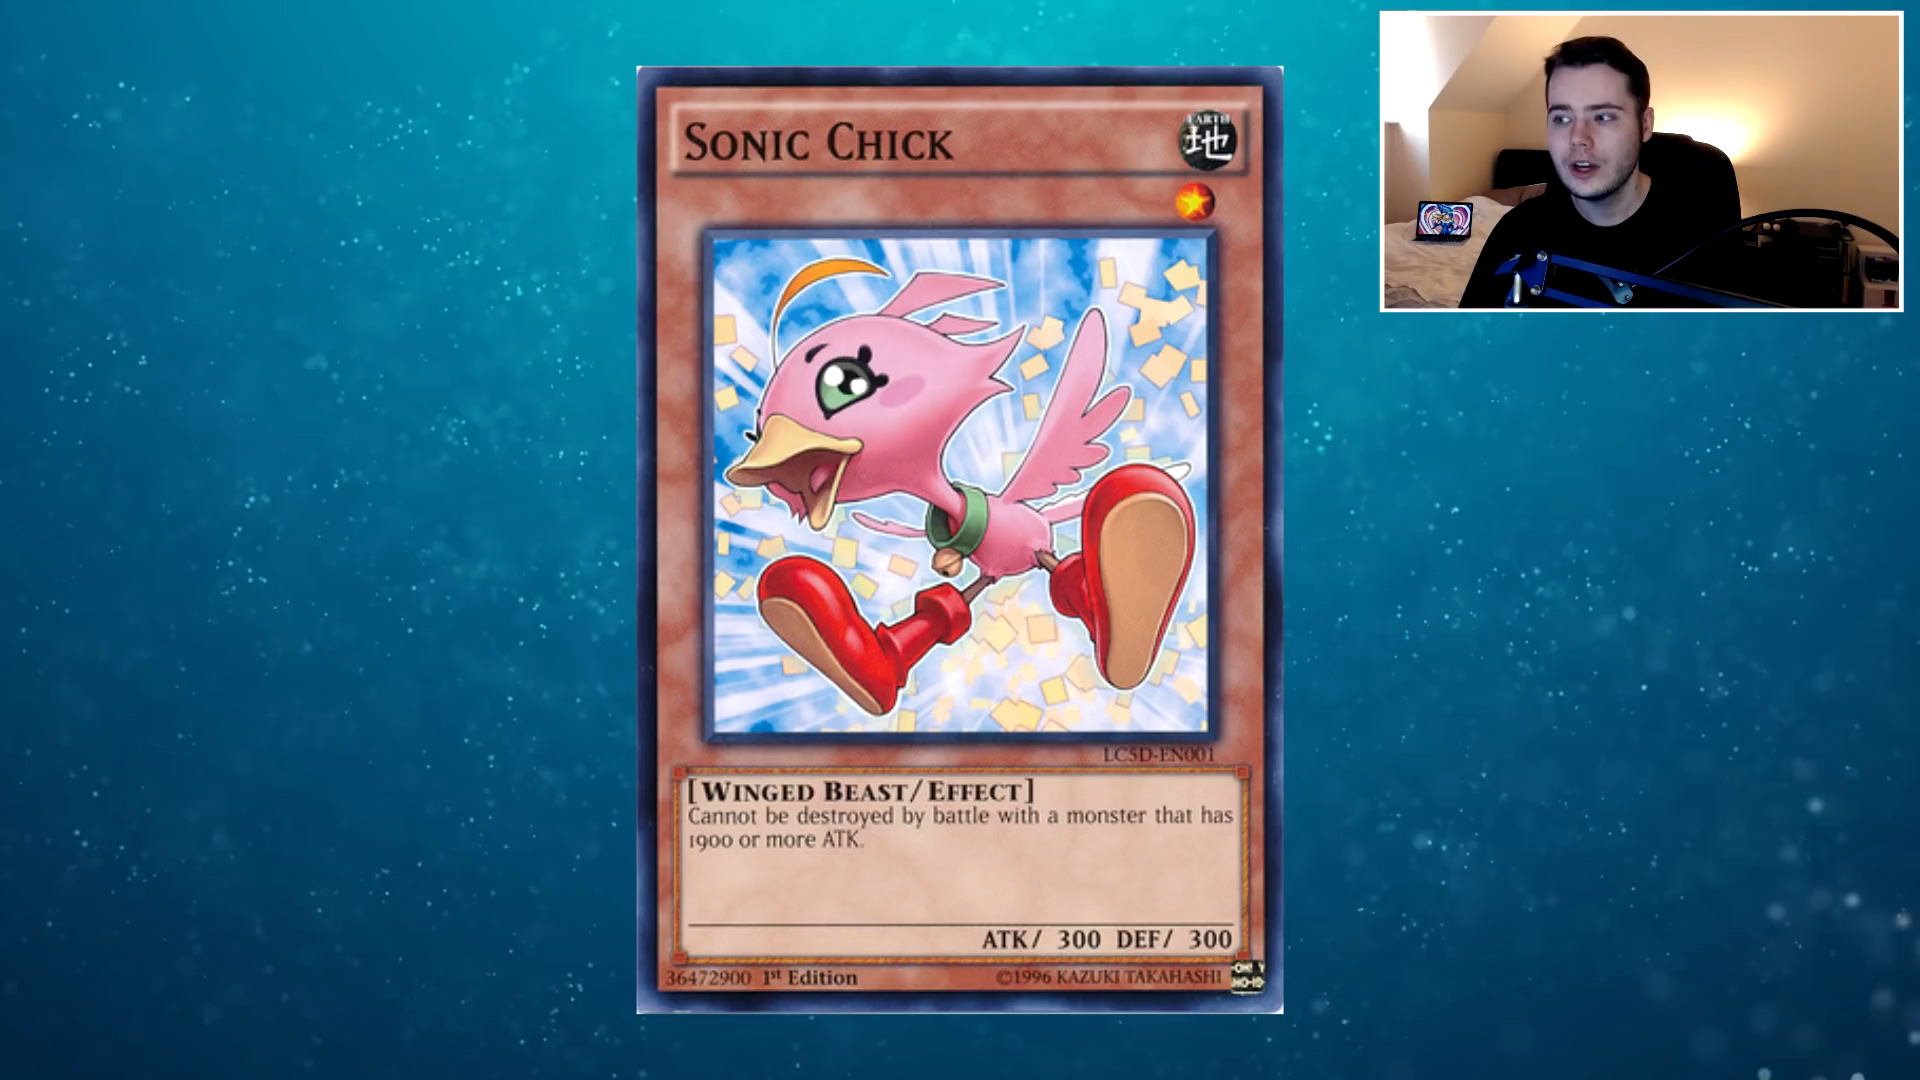 Sonic Chick
EARTH
地
LC5D-EN001
[Winged Beast/Effect]
Cannot be destroyed by battle with a monster that has
1900 or more ATK.
ATK/ 300 DEF/ 300
36472900 1st Edition
©1996 KAZUKI TAKAHASHI